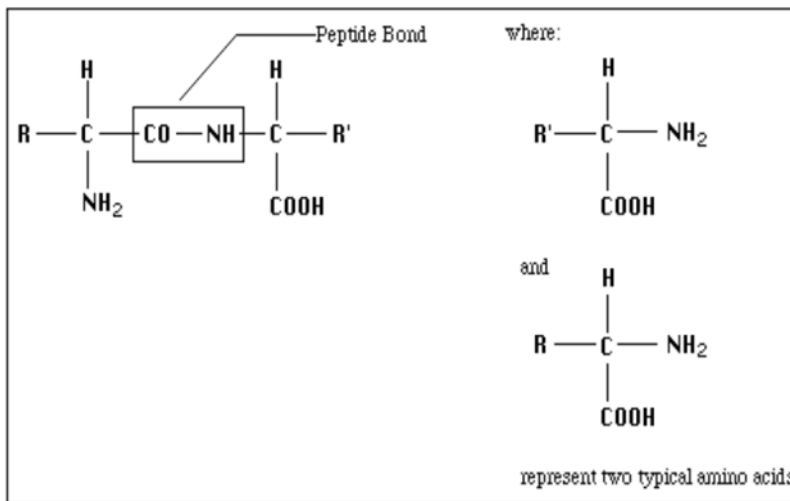 Peptide Bond
H H
R C CO NH C R'
NH₂ COOH
where:
H
R' C NH₂
COOH
and
H
R C NH₂
COOH
represent two typical amino acids